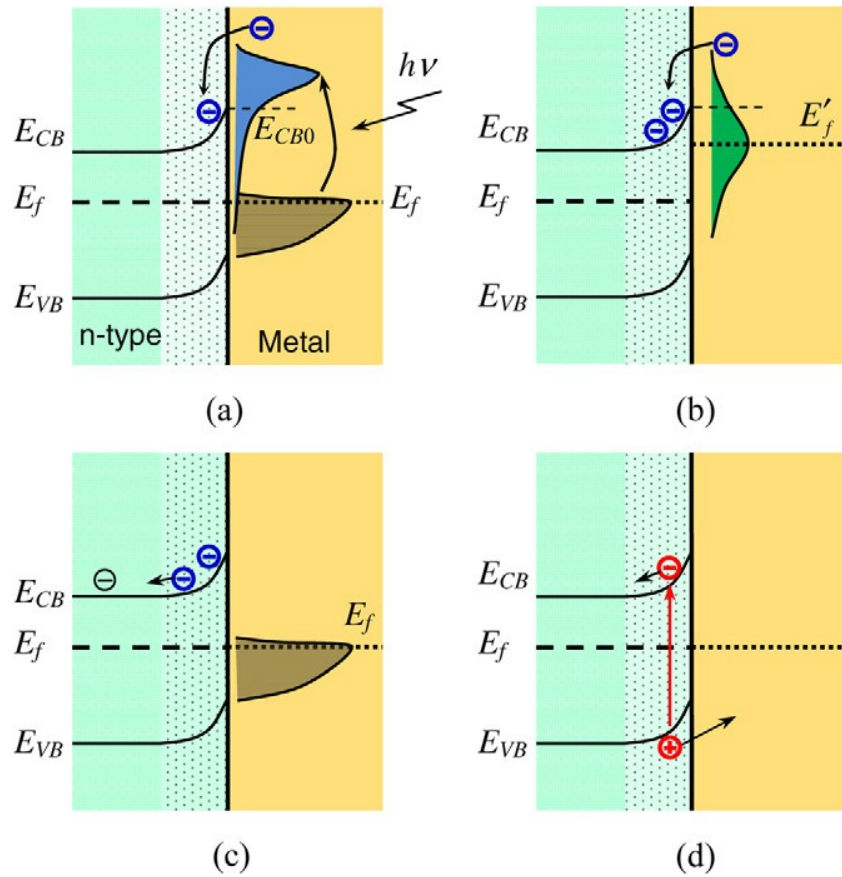 hν
E_CB
E_CB0
E_f
E_f
E_VB
n-type
Metal
(a)
E_CB
E′_f
E_f
E_VB
(b)
E_CB
E_f
E_f
E_VB
(c)
E_CB
E_f
E_VB
(d)